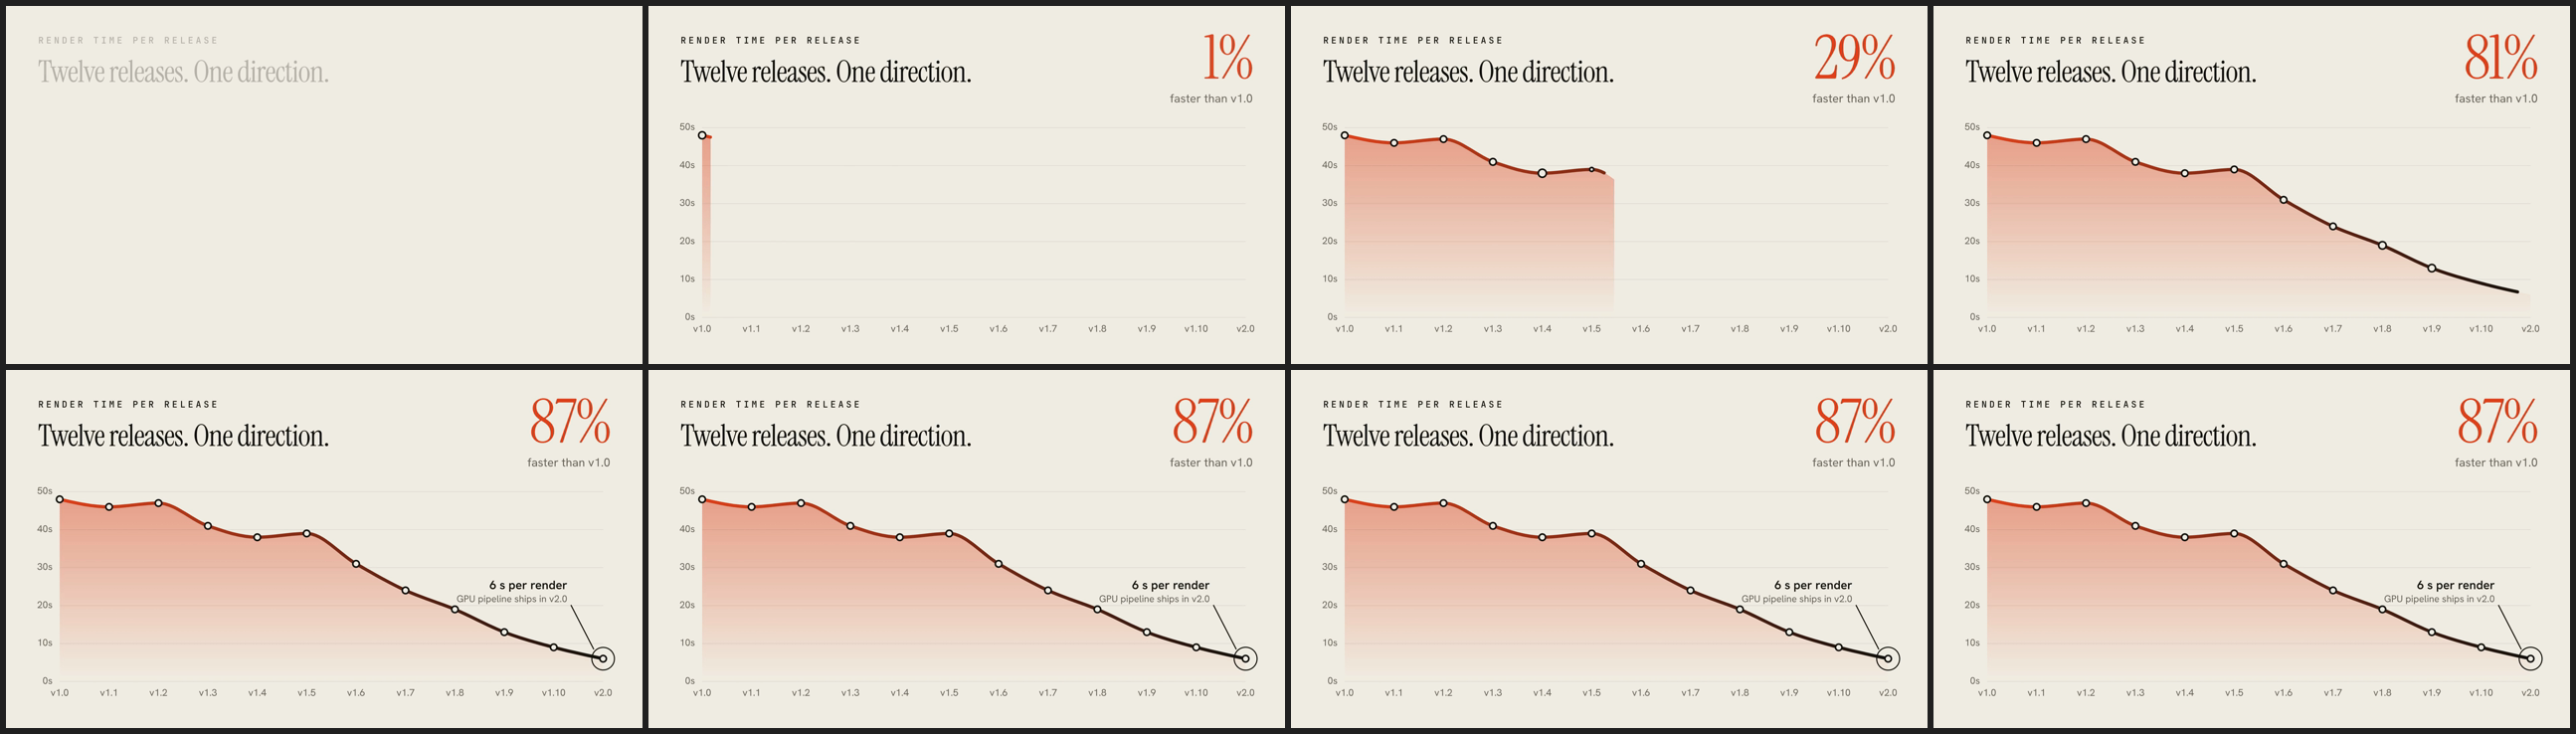 RENDER TIME PER RELEASE
Twelve releases. One direction.
RENDER TIME PER RELEASE
Twelve releases. One direction.
1%
faster than v1.0
50s
40s
30s
20s
10s
0s
v1.0 v1.1 v1.2 v1.3 v1.4 v1.5 v1.6 v1.7 v1.8 v1.9 v1.10 v2.0
RENDER TIME PER RELEASE
Twelve releases. One direction.
29%
faster than v1.0
50s
40s
30s
20s
10s
0s
v1.0 v1.1 v1.2 v1.3 v1.4 v1.5 v1.6 v1.7 v1.8 v1.9 v1.10 v2.0
RENDER TIME PER RELEASE
Twelve releases. One direction.
81%
faster than v1.0
50s
40s
30s
20s
10s
0s
v1.0 v1.1 v1.2 v1.3 v1.4 v1.5 v1.6 v1.7 v1.8 v1.9 v1.10 v2.0
RENDER TIME PER RELEASE
Twelve releases. One direction.
87%
faster than v1.0
50s
40s
30s
6 s per render
GPU pipeline ships in v2.0
20s
10s
0s
v1.0 v1.1 v1.2 v1.3 v1.4 v1.5 v1.6 v1.7 v1.8 v1.9 v1.10 v2.0
RENDER TIME PER RELEASE
Twelve releases. One direction.
87%
faster than v1.0
50s
40s
30s
6 s per render
GPU pipeline ships in v2.0
20s
10s
0s
v1.0 v1.1 v1.2 v1.3 v1.4 v1.5 v1.6 v1.7 v1.8 v1.9 v1.10 v2.0
RENDER TIME PER RELEASE
Twelve releases. One direction.
87%
faster than v1.0
50s
40s
30s
6 s per render
GPU pipeline ships in v2.0
20s
10s
0s
v1.0 v1.1 v1.2 v1.3 v1.4 v1.5 v1.6 v1.7 v1.8 v1.9 v1.10 v2.0
RENDER TIME PER RELEASE
Twelve releases. One direction.
87%
faster than v1.0
50s
40s
30s
6 s per render
GPU pipeline ships in v2.0
20s
10s
0s
v1.0 v1.1 v1.2 v1.3 v1.4 v1.5 v1.6 v1.7 v1.8 v1.9 v1.10 v2.0